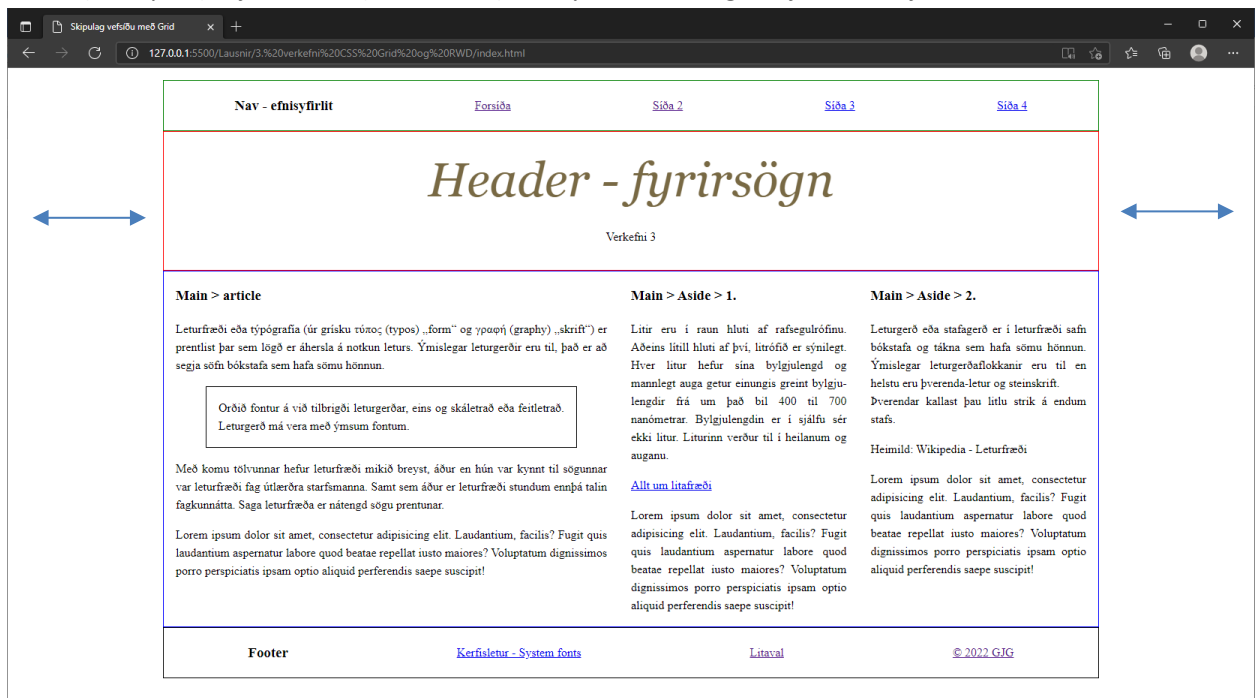 Skipulag vefsíðu með Grid
127.0.0.1:5500/Lausnir/3.%20verkefni%20CSS%20Grid%20og%20RWD/index.html
Nav - efnisyfirlit Forsíða Síða 2 Síða 3 Síða 4
Header - fyrirsögn
Verkefni 3
Main > article
Leturfræði eða týpógrafía (úr grísku τύπος (typos) „form“ og γραφή (graphy) „skrift“) er
prentlist þar sem lögð er áhersla á notkun leturs. Ýmislegar leturgerðir eru til, það er að
segja söfn bókstafa sem hafa sömu hönnun.
Orðið fontur á við tilbrigði leturgerðar, eins og skáletrað eða feitletrað.
Leturgerð má vera með ýmsum fontum.
Með komu tölvunnar hefur leturfræði mikið breyst, áður en hún var kynnt til sögunnar
var leturfræði fag útlærðra starfsmanna. Samt sem áður er leturfræði stundum ennþá talin
fagkunnátta. Saga leturfræða er nátengd sögu prentunar.
Lorem ipsum dolor sit amet, consectetur adipisicing elit. Laudantium, facilis? Fugit quis
laudantium aspernatur labore quod beatae repellat iusto maiores? Voluptatum dignissimos
porro perspiciatis ipsam optio aliquid perferendis saepe suscipit!
Main > Aside > 1.
Litir eru í raun hluti af rafsegulrófinu.
Aðeins lítill hluti af því, litrófið er sýnilegt.
Hver litur hefur sína bylgjulengd og
mannlegt auga getur einungis greint bylgju-
lengdir frá um það bil 400 til 700
nanómetrar. Bylgjulengdin er í sjálfu sér
ekki litur. Liturinn verður til í heilanum og
auganu.
Allt um litafræði
Lorem ipsum dolor sit amet, consectetur
adipisicing elit. Laudantium, facilis? Fugit
quis laudantium aspernatur labore quod
beatae repellat iusto maiores? Voluptatum
dignissimos porro perspiciatis ipsam optio
aliquid perferendis saepe suscipit!
Main > Aside > 2.
Leturgerð eða stafagerð er í leturfræði safn
bókstafa og tákna sem hafa sömu hönnun.
Ýmislegar leturgerðaflokkanir eru til en
helstu eru þverenda-letur og steinskrift.
Þverendar kallast þau litlu strik á endum
stafs.
Heimild: Wikipedia - Leturfræði
Lorem ipsum dolor sit amet, consectetur
adipisicing elit. Laudantium, facilis? Fugit
quis laudantium aspernatur labore quod
beatae repellat iusto maiores? Voluptatum
dignissimos porro perspiciatis ipsam optio
aliquid perferendis saepe suscipit!
Footer Kerfisletur - System fonts Litaval © 2022 GJG